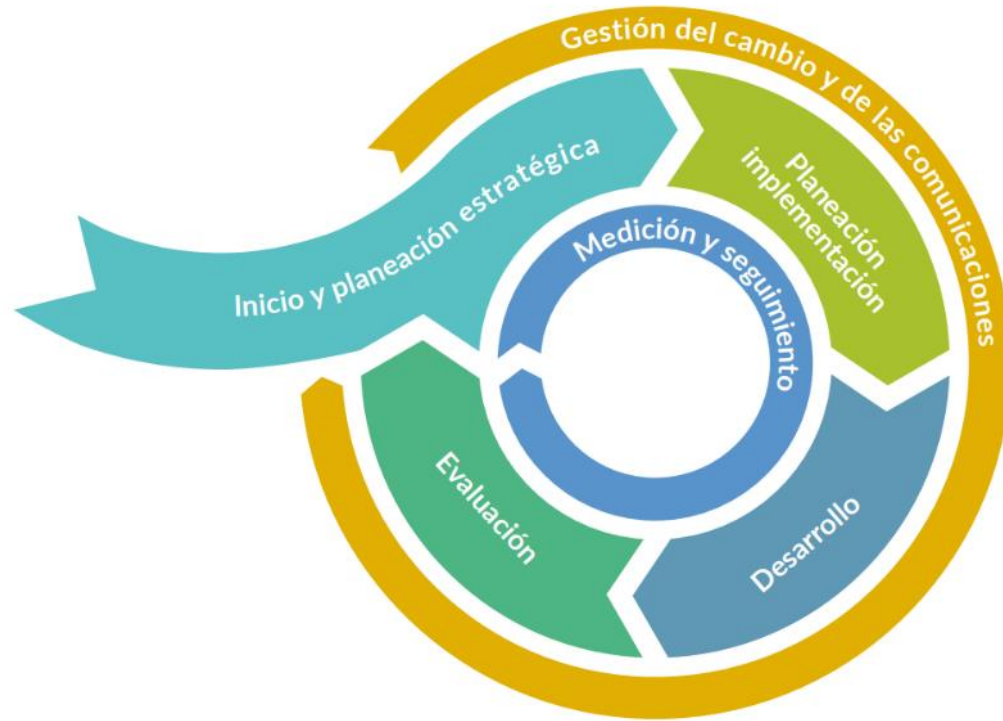 Gestión del cambio y de las comunicaciones
Inicio y planeación estratégica
Planeación
implementación
Medición y seguimiento
Desarrollo
Evaluación